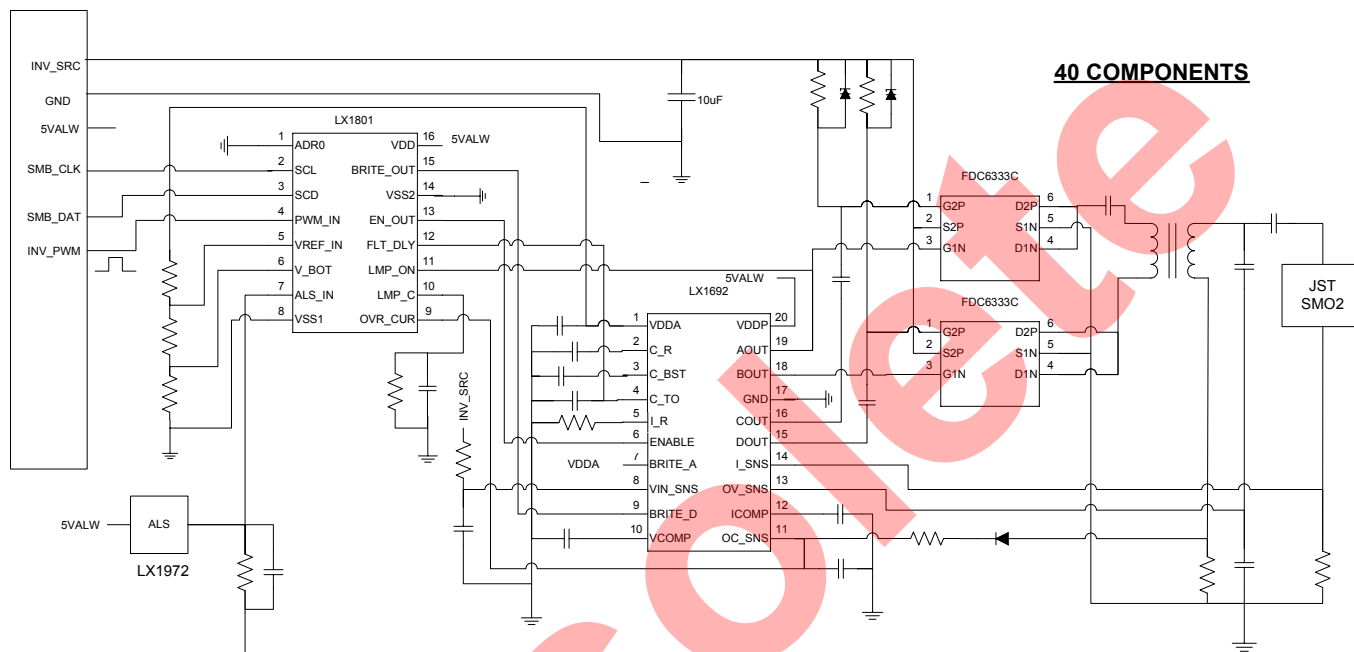 40 COMPONENTS
INV_SRC
GND
5VALW
SMB_CLK
SMB_DAT
INV_PWM
10uF
LX1801
1 ADR0 VDD 16 5VALW
2 SCL BRITE_OUT 15
3 SCD VSS2 14
4 PWM_IN EN_OUT 13
5 VREF_IN FLT_DLY 12
6 V_BOT LMP_ON 11
7 ALS_IN LMP_C 10
8 VSS1 OVR_CUR 9
FDC6333C
1 G2P D2P 6
2 S2P S1N 5
3 G1N D1N 4
FDC6333C
1 G2P D2P 6
2 S2P S1N 5
3 G1N D1N 4
JST
SMO2
5VALW
LX1692
1 VDDA VDDP 20
2 C_R AOUT 19
3 C_BST BOUT 18
4 C_TO GND 17
5 I_R COUT 16
6 ENABLE DOUT 15
7 BRITE_A I_SNS 14
8 VIN_SNS OV_SNS 13
9 BRITE_D ICOMP 12
10 VCOMP OC_SNS 11
INV_SRC
VDDA
5VALW ALS
LX1972
Obsolete